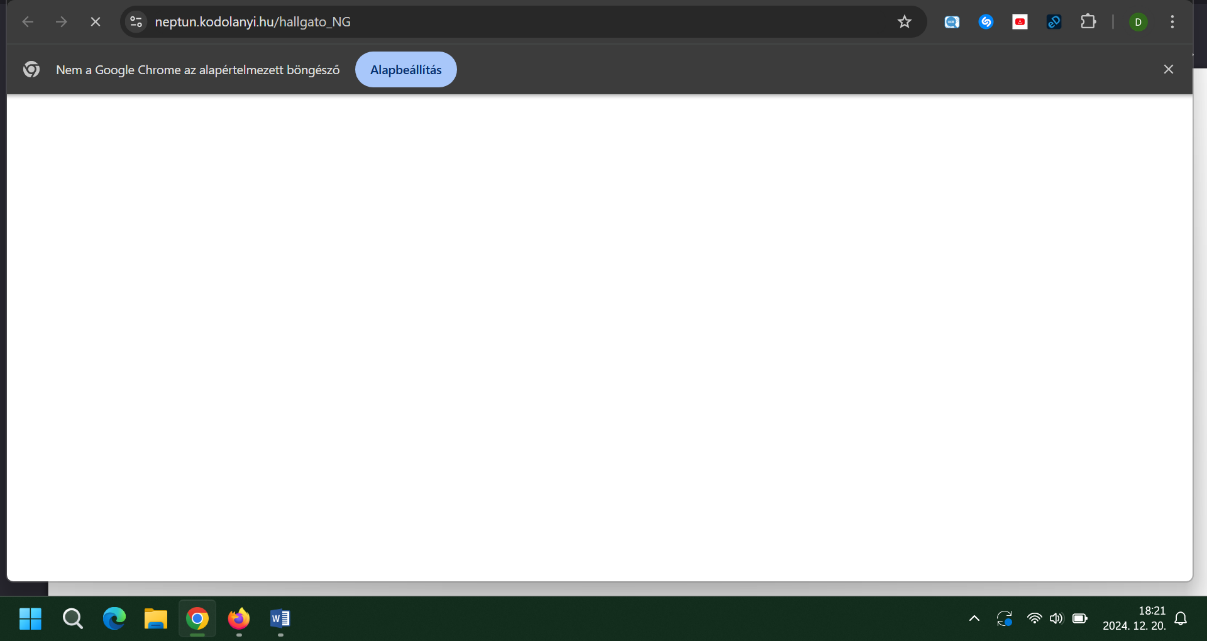 neptun.kodolanyi.hu/hallgato_NG
D
Nem a Google Chrome az alapértelmezett böngésző
Alapbeállítás
W
18:21
2024. 12. 20.